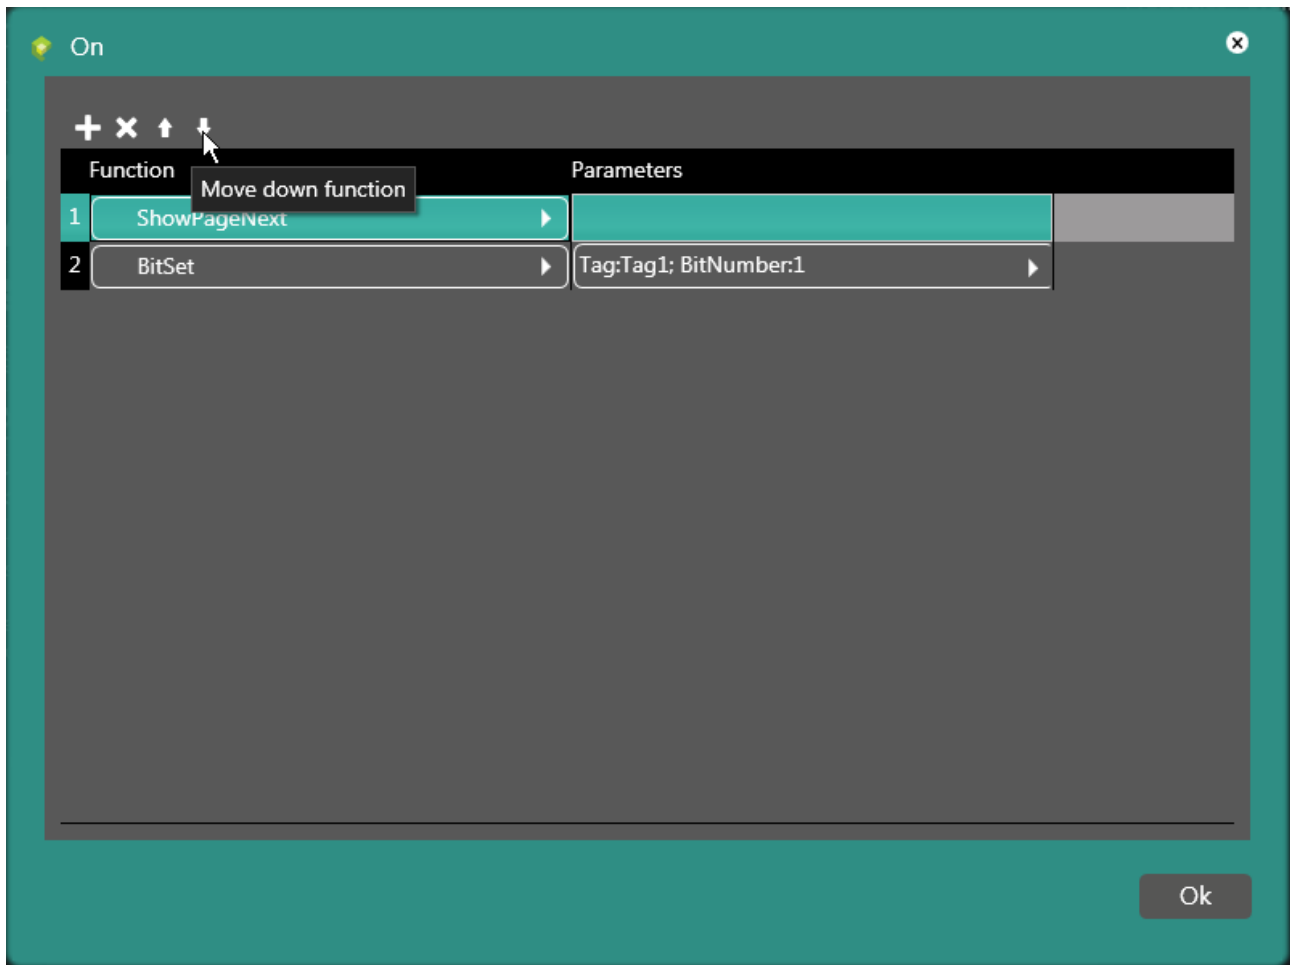 On
Function Parameters
Move down function
1 ShowPageNext
2 BitSet Tag:Tag1; BitNumber:1
Ok